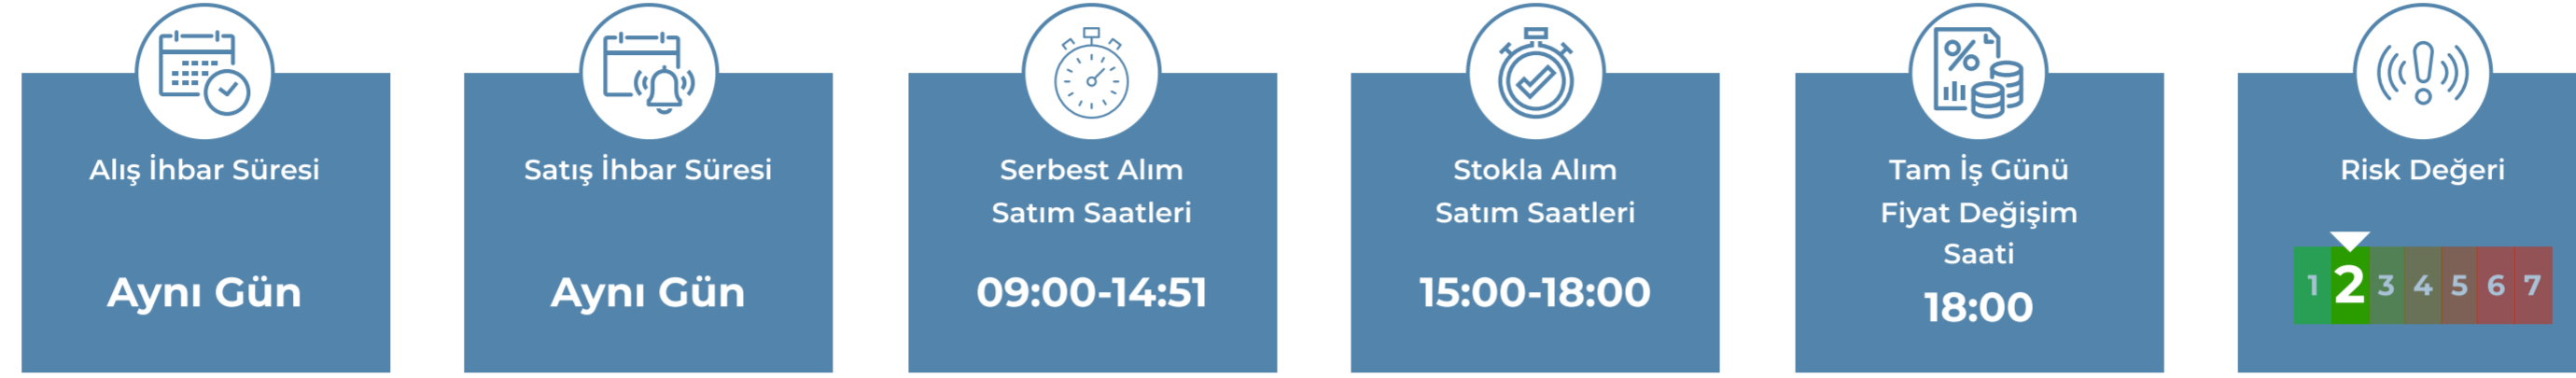 Alış İhbar Süresi
Aynı Gün
Satış İhbar Süresi
Aynı Gün
Serbest Alım
Satım Saatleri
09:00-14:51
Stokla Alım
Satım Saatleri
15:00-18:00
%
Tam İş Günü
Fiyat Değişim
Saati
18:00
Risk Değeri
1 2 3 4 5 6 7